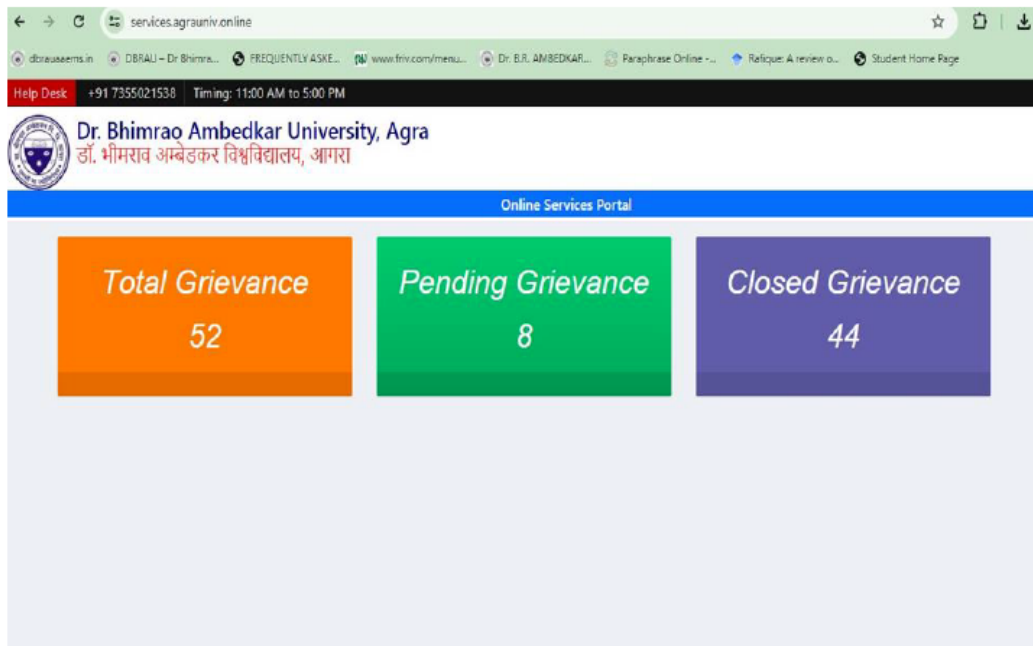 services.agrauniv.online
dbrauaaems.in DBRAU – Dr Bhimra... FREQUENTLY ASKE... www.friv.com/menu... Dr. B.R. AMBEDKAR... Paraphrase Online -... Rafique: A review o... Student Home Page
Help Desk +91 7355021538 Timing: 11:00 AM to 5:00 PM
Dr. Bhimrao Ambedkar University, Agra
डॉ. भीमराव अम्बेडकर विश्वविद्यालय, आगरा
Online Services Portal
Total Grievance Pending Grievance Closed Grievance
52 8 44